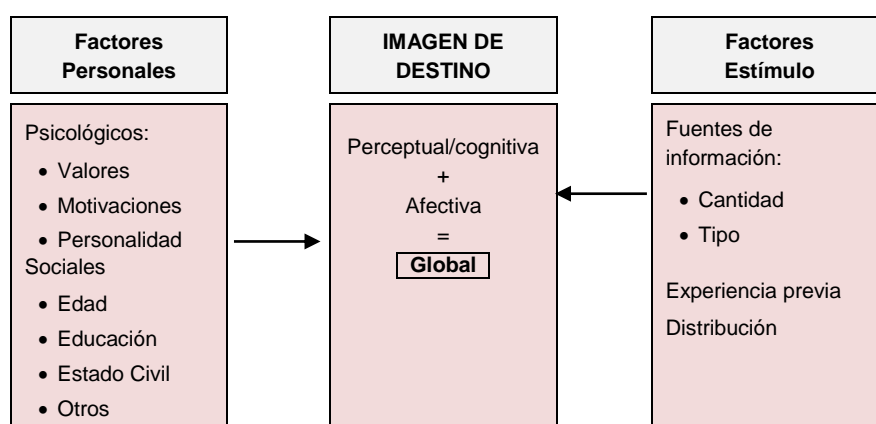 Factores
Personales
Psicológicos:
• Valores
• Motivaciones
• Personalidad
Sociales
• Edad
• Educación
• Estado Civil
• Otros
IMAGEN DE
DESTINO
Perceptual/cognitiva
+
Afectiva
=
Global
Factores
Estímulo
Fuentes de
información:
• Cantidad
• Tipo
Experiencia previa
Distribución